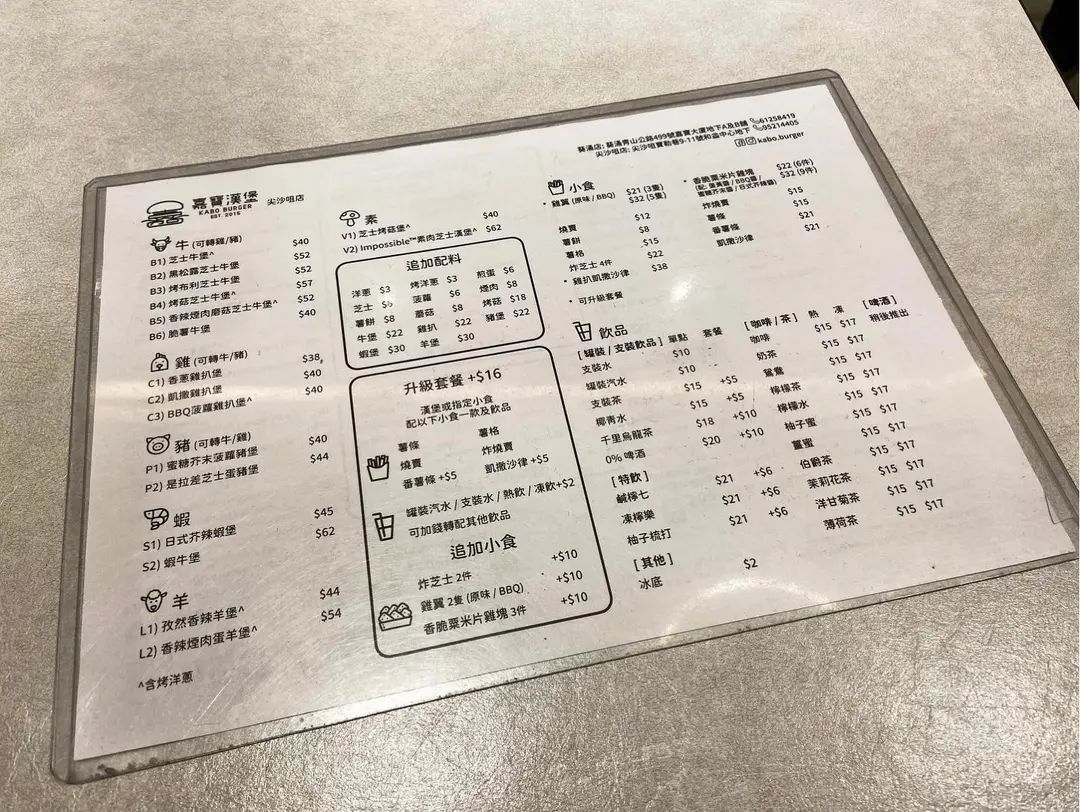 葵涌店: 葵涌青山公路499號嘉寶大廈地下A及B舖 61258419
尖沙咀店: 尖沙咀寶勒巷9-11號和盛中心地下 95214405
kabo.burger
嘉寶漢堡 尖沙咀店
KABO BURGER
EST. 2015
牛 (可轉雞/豬)
B1) 芝士牛堡^ $40
B2) 黑松露芝士牛堡 $52
B3) 烤布利芝士牛堡 $52
B4) 烤菇芝士牛堡^ $57
B5) 香辣煙肉蘑菇芝士牛堡^ $52
B6) 脆薯牛堡 $40
雞 (可轉牛/豬)
C1) 香蔥雞扒堡 $38
C2) 凱撒雞扒堡 $40
C3) BBQ菠蘿雞扒堡^ $40
豬 (可轉牛/雞)
P1) 蜜糖芥末菠蘿豬堡 $40
P2) 是拉差芝士蛋豬堡 $44
蝦
S1) 日式芥辣蝦堡 $45
S2) 蝦牛堡 $62
羊
L1) 孜然香辣羊堡^ $44
L2) 香辣煙肉蛋羊堡^ $54
^含烤洋蔥
素
V1) 芝士烤菇堡^ $40
V2) Impossible™素肉芝士漢堡^ $62
追加配料
洋蔥 $3 烤洋蔥 $3 煎蛋 $6
芝士 $6 菠蘿 $6 煙肉 $8
薯餅 $8 蘑菇 $8 烤菇 $18
牛堡 $22 雞扒 $22 豬堡 $22
蝦堡 $30 羊堡 $30
升級套餐 +$16
漢堡或指定小食
配以下小食一款及飲品
薯條 薯格
燒賣 炸燒賣
番薯條 +$5 凱撒沙律 +$5
罐裝汽水 / 支裝水 / 熱飲 / 凍飲+$2
可加錢轉配其他飲品
追加小食
炸芝士 2件 +$10
雞翼 2隻 (原味 / BBQ) +$10
香脆粟米片雞塊 3件 +$10
小食
* 雞翼 (原味 / BBQ) $21 (3隻)
$32 (5隻)
燒賣 $12
薯餅 $8
薯格 $15
炸芝士 4件 $22
* 雞扒凱撒沙律 $38
* 可升級套餐
* 香脆粟米片雞塊 $22 (6件)
(配: 蛋黃醬 / BBQ醬 / $32 (9件)
蜜糖芥末醬 / 日式芥辣醬)
炸燒賣 $15
薯條 $15
番薯條 $21
凱撒沙律 $21
飲品
[ 罐裝 / 支裝飲品 ] 單點 套餐
支裝水 $10
罐裝汽水 $10
支裝茶 $15 +$5
椰青水 $15 +$5
千里烏龍茶 $18 +$10
0% 啤酒 $20 +$10
[ 特飲 ]
鹹檸七 $21 +$6
凍檸樂 $21 +$6
柚子梳打 $21 +$6
[ 其他 ]
冰底 $2
[ 咖啡 / 茶 ] 熱 凍
咖啡 $15 $17
奶茶 $15 $17
鴛鴦 $15 $17
檸檬茶 $15 $17
檸檬水 $15 $17
柚子蜜 $15 $17
薑蜜 $15 $17
伯爵茶 $15 $17
茉莉花茶 $15 $17
洋甘菊茶 $15 $17
薄荷茶 $15 $17
[ 啤酒 ]
稍後推出